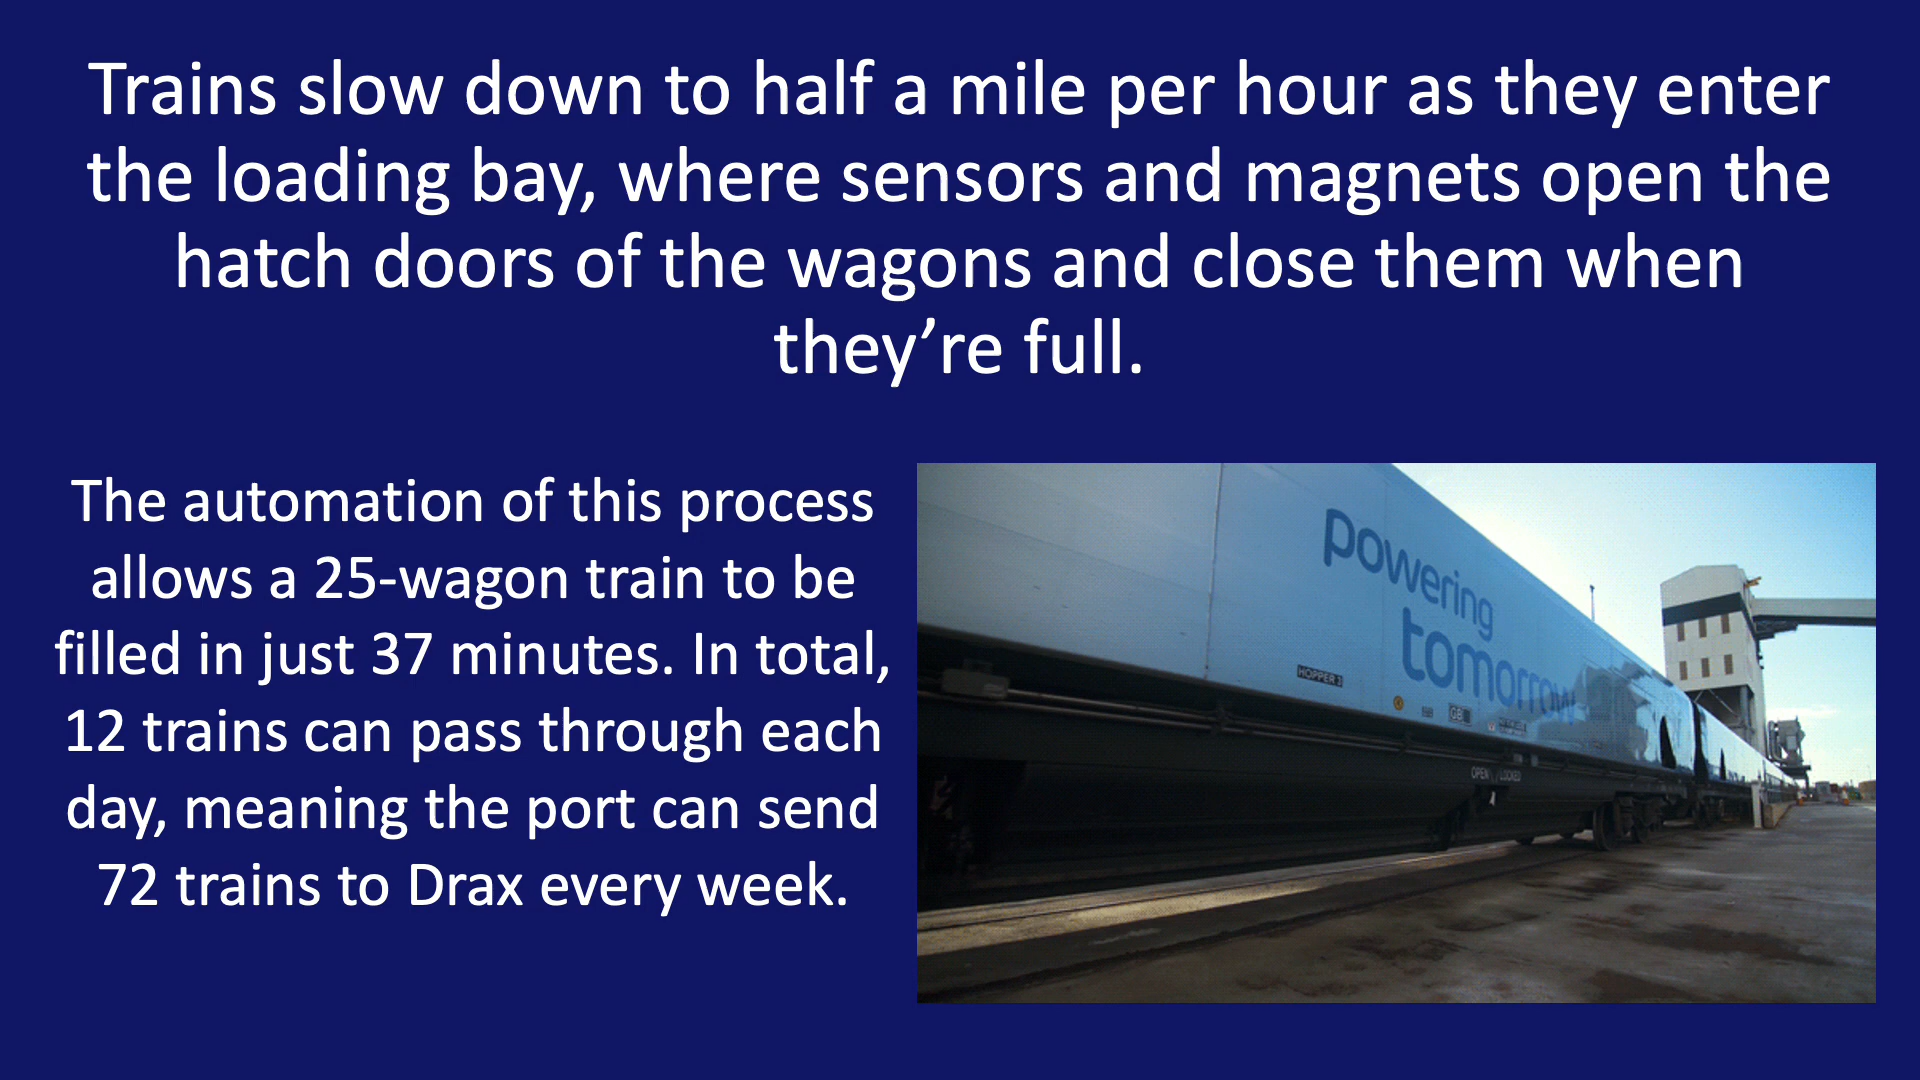 Trains slow down to half a mile per hour as they enter
the loading bay, where sensors and magnets open the
hatch doors of the wagons and close them when
they’re full.
The automation of this process
allows a 25-wagon train to be
filled in just 37 minutes. In total,
12 trains can pass through each
day, meaning the port can send
72 trains to Drax every week.
powering
tomorrow
HOPPER 2
GB
OPEN LOCKED